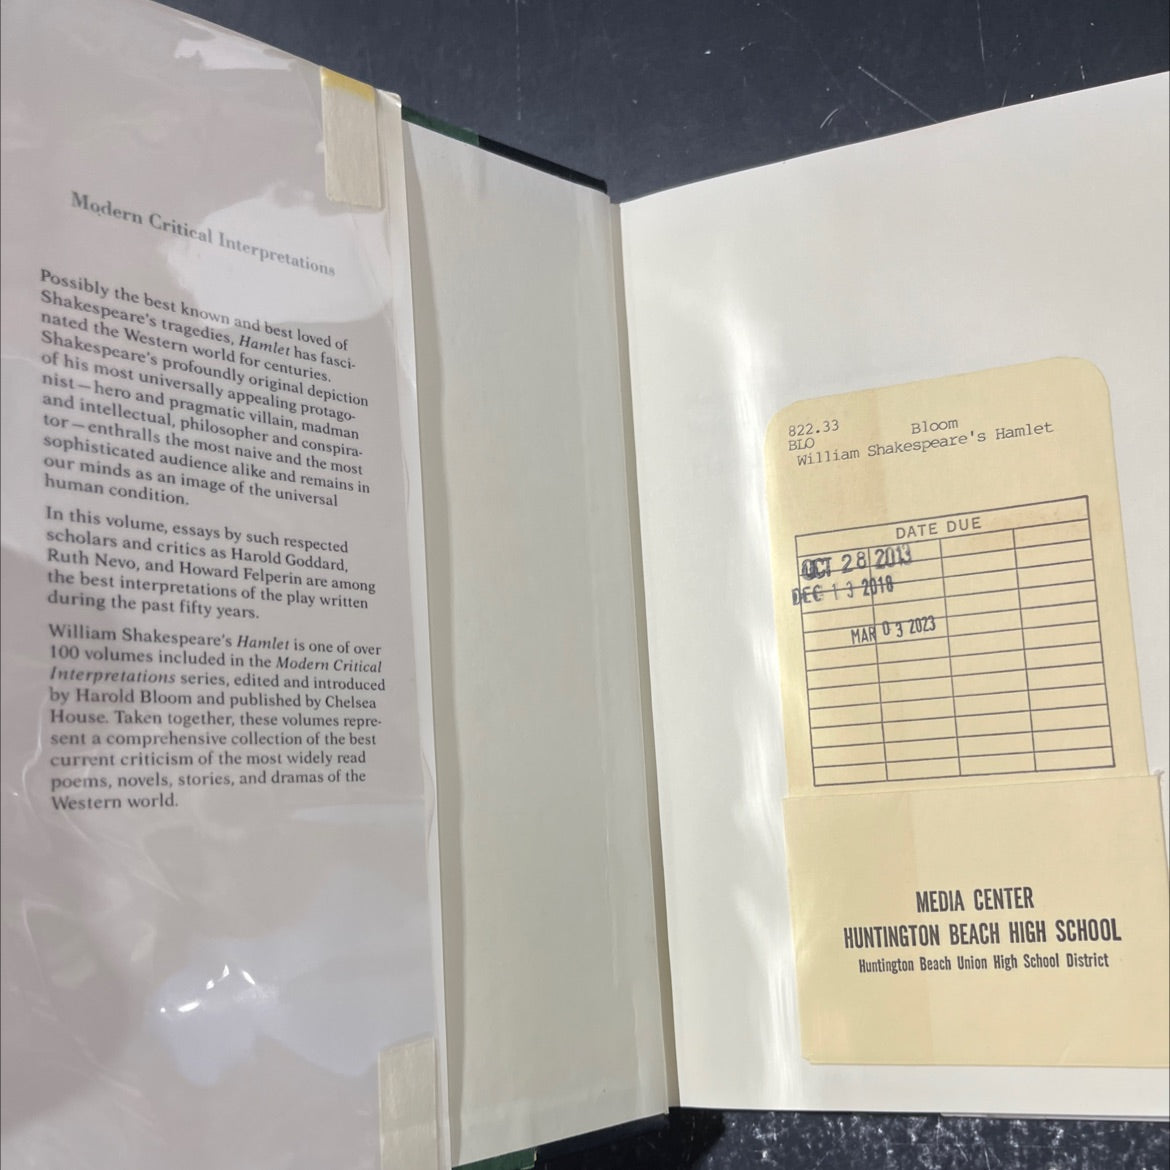 Modern Critical Interpretations
Possibly the best known and best loved of
Shakespeare's tragedies, Hamlet has fasci-
nated the Western world for centuries.
Shakespeare's profoundly original depiction
of his most universally appealing protago-
nist—hero and pragmatic villain, madman
and intellectual, philosopher and conspira-
tor—enthralls the most naive and the most
sophisticated audience alike and remains in
our minds as an image of the universal
human condition.
In this volume, essays by such respected
scholars and critics as Harold Goddard,
Ruth Nevo, and Howard Felperin are among
the best interpretations of the play written
during the past fifty years.
William Shakespeare's Hamlet is one of over
100 volumes included in the Modern Critical
Interpretations series, edited and introduced
by Harold Bloom and published by Chelsea
House. Taken together, these volumes repre-
sent a comprehensive collection of the best
current criticism of the most widely read
poems, novels, stories, and dramas of the
Western world.
822.33 Bloom
BLO
William Shakespeare's Hamlet
DATE DUE
OCT 28 2013
DEC 13 2018
MAR 03 2023
MEDIA CENTER
HUNTINGTON BEACH HIGH SCHOOL
Huntington Beach Union High School District